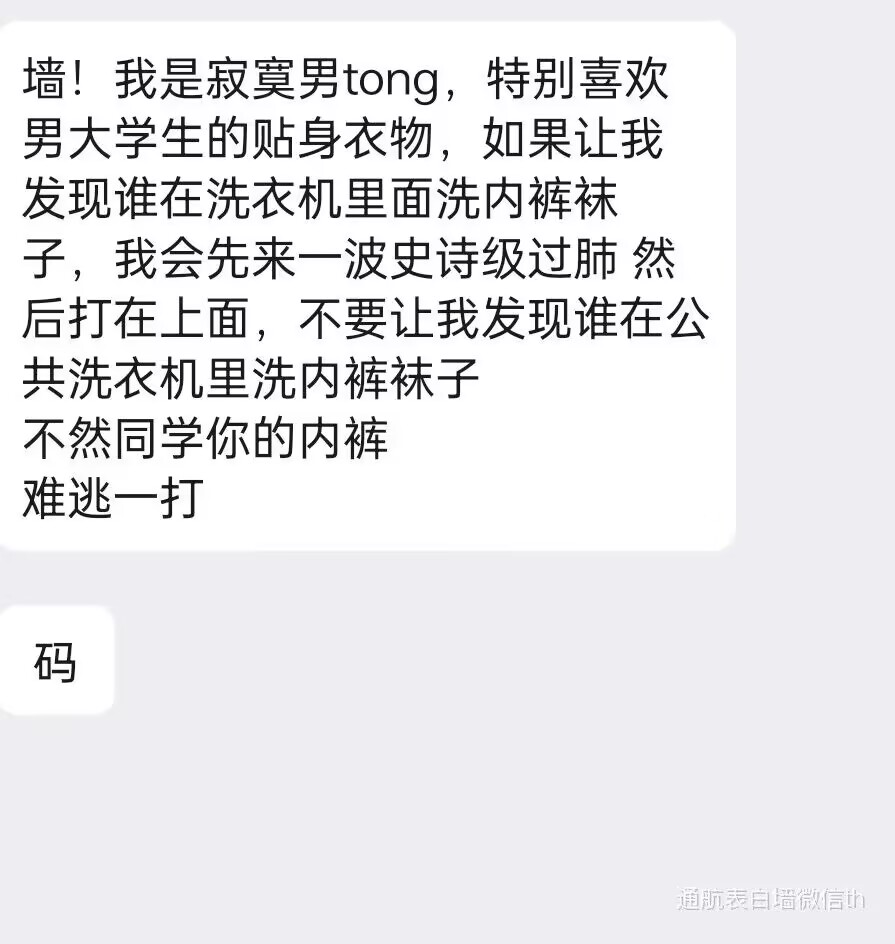 墙！我是寂寞男tong，特别喜欢
男大学生的贴身衣物，如果让我
发现谁在洗衣机里面洗内裤袜
子，我会先来一波史诗级过肺 然
后打在上面，不要让我发现谁在公
共洗衣机里洗内裤袜子
不然同学你的内裤
难逃一打
码
通航表白墙微信th